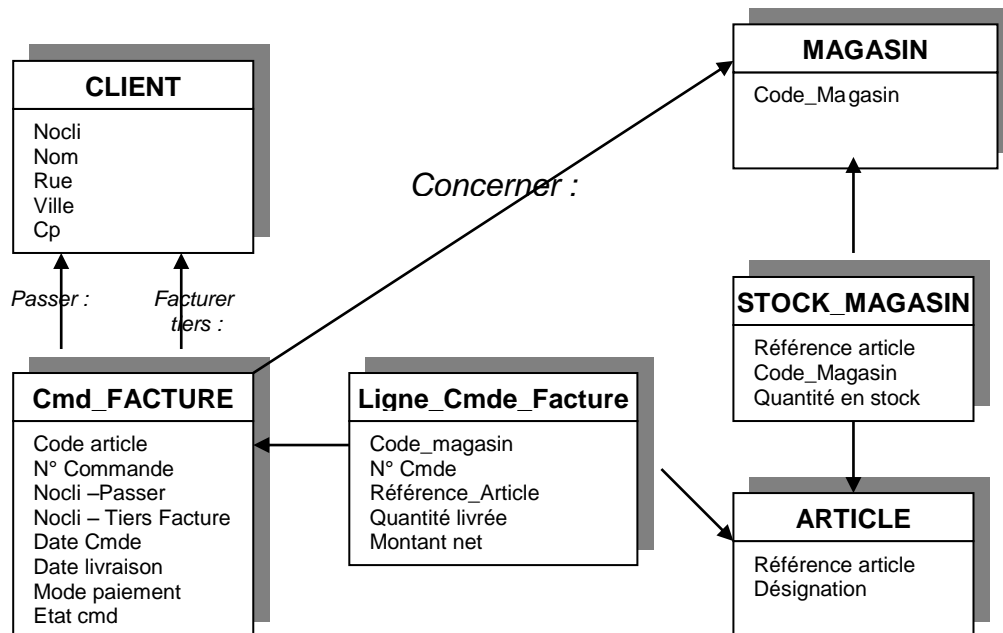 MAGASIN
Code_Magasin
CLIENT
Nocli
Nom
Rue
Ville
Cp
Concerner :
Passer :
Facturer
tiers :
STOCK_MAGASIN
Référence article
Code_Magasin
Quantité en stock
Cmd_FACTURE
Code article
N° Commande
Nocli –Passer
Nocli – Tiers Facture
Date Cmde
Date livraison
Mode paiement
Etat cmd
Ligne_Cmde_Facture
Code_magasin
N° Cmde
Référence_Article
Quantité livrée
Montant net
ARTICLE
Référence article
Désignation